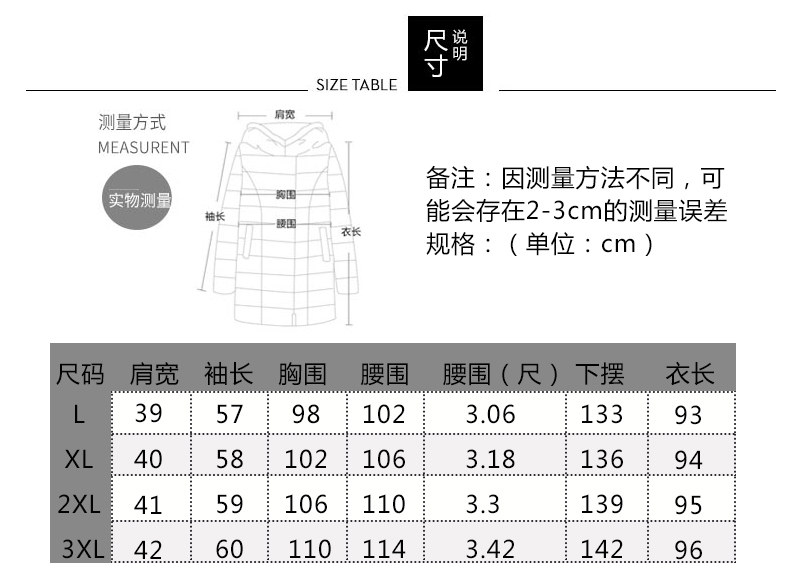 尺寸 说明
SIZE TABLE
测量方式
MEASURENT
实物测量
肩宽
胸围
腰围
袖长
衣长
备注：因测量方法不同，可
能会存在2-3cm的测量误差
规格：（单位：cm）
尺码 肩宽 袖长 胸围 腰围 腰围（尺） 下摆 衣长
L 39 57 98 102 3.06 133 93
XL 40 58 102 106 3.18 136 94
2XL 41 59 106 110 3.3 139 95
3XL 42 60 110 114 3.42 142 96